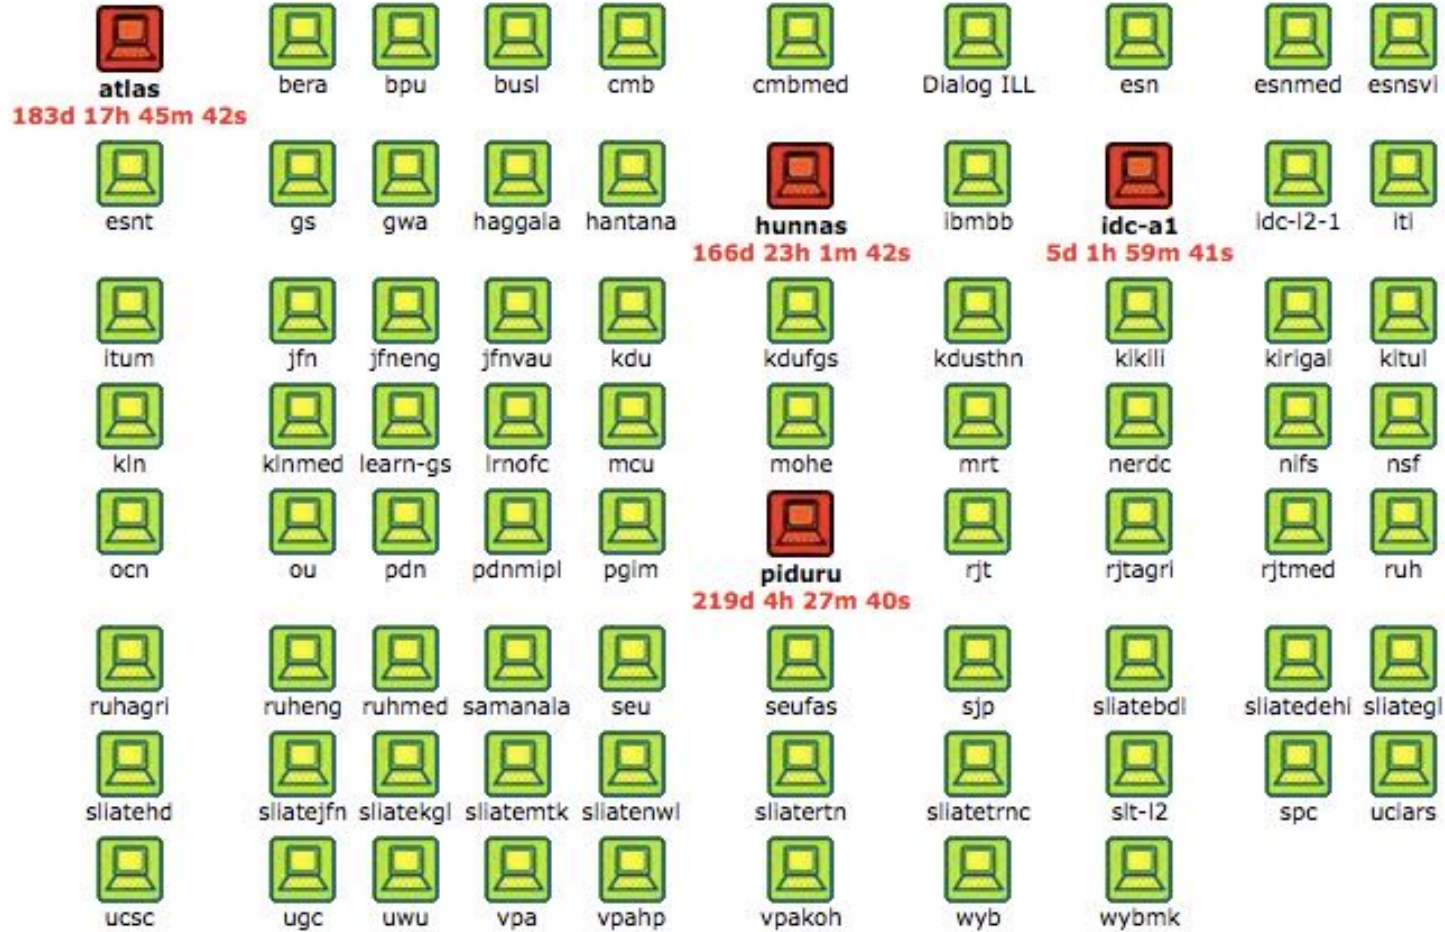 atlas bera bpu busl cmb cmbmed Dialog ILL esn esnmed esnsvi
183d 17h 45m 42s
esnt gs gwa haggala hantana hunnas ibmbb idc-a1 idc-l2-1 itl
166d 23h 1m 42s 5d 1h 59m 41s
itum jfn jfneng jfnvau kdu kdufgs kdusthn kikili kirigal kitul
kln klnmed learn-gs lrnofc mcu mohe mrt nerdc nifs nsf
ocn ou pdn pdnmipl pgim piduru rjt rjtagri rjtmed ruh
219d 4h 27m 40s
ruhagri ruheng ruhmed samanala seu seufas sjp sliatebdl sliatedehi sliategl
sliatehd sliatejfn sliatekgl sliatemtk sliatenwl sliatertn sliatetrnc slt-l2 spc uclars
ucsc ugc uwu vpa vpahp vpakoh wyb wybmk